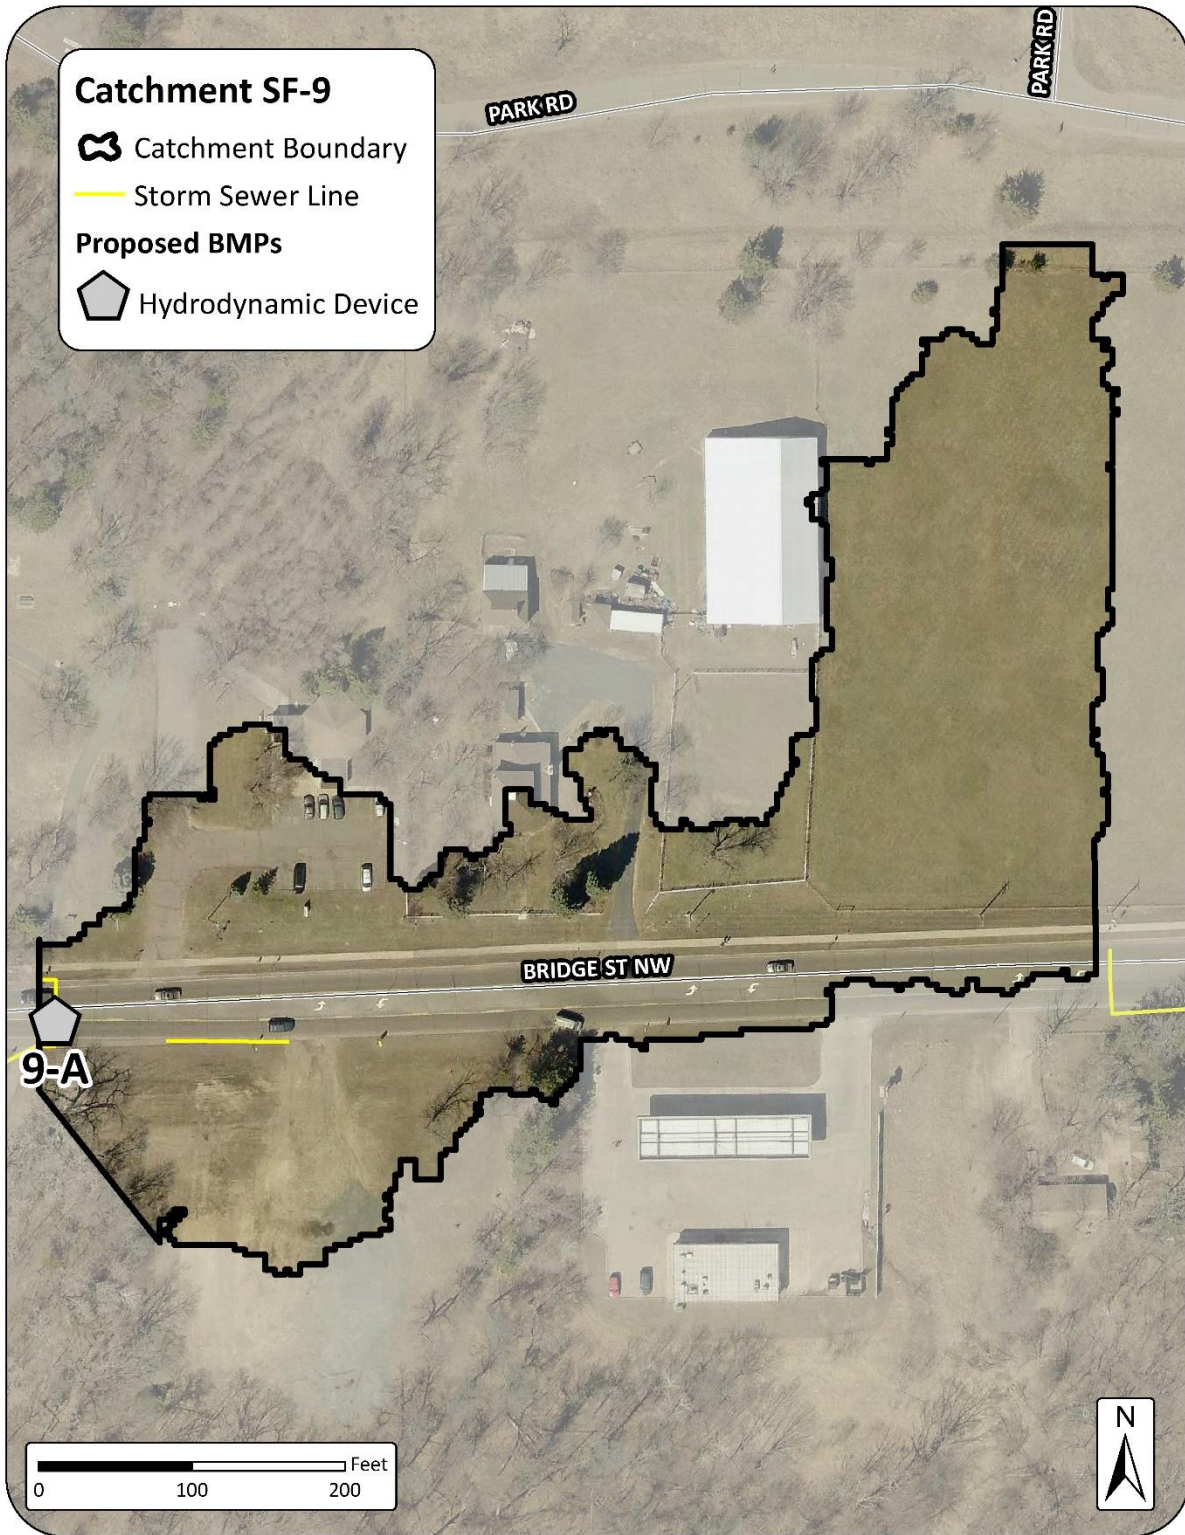 Catchment SF-9
Catchment Boundary
Storm Sewer Line
Proposed BMPs
Hydrodynamic Device
PARK RD
PARK RD
BRIDGE ST NW
9-A
Feet
0 100 200
N